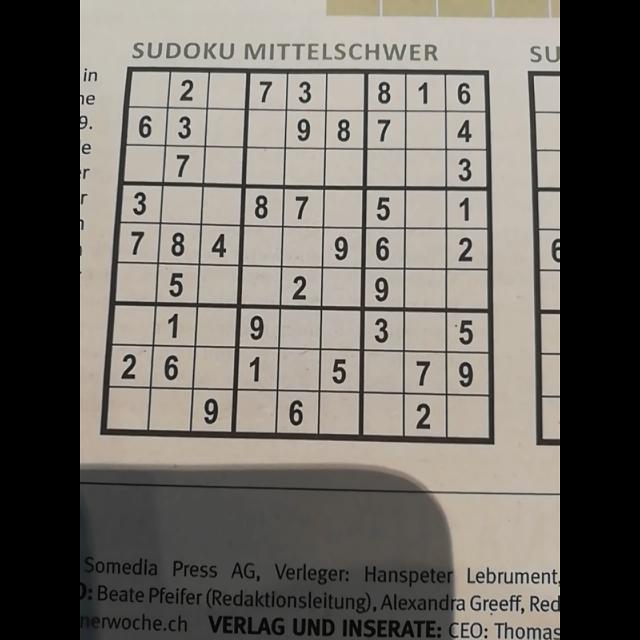 in
ne
9.
e
er
r
SUDOKU MITTELSCHWER
SU
2 7 3 8 1 6
6 3 9 8 7 4
7 3
3 8 7 5 1
7 8 4 9 6 2
5 2 9
1 9 3 5
2 6 1 5 7 9
9 6 2
6
Somedia Press AG, Verleger: Hanspeter Lebrument,
: Beate Pfeifer (Redaktionsleitung), Alexandra Greeff, Red
nerwoche.ch VERLAG UND INSERATE: CEO: Thomas